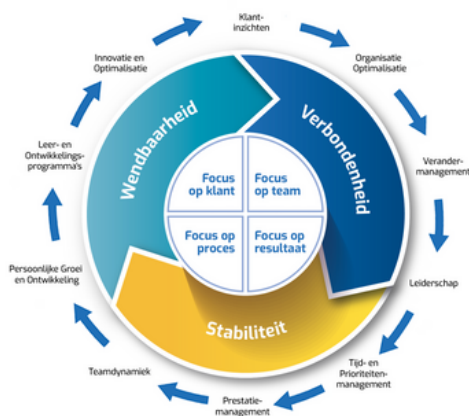 Klant-
inzichten
Organisatie
Optimalisatie
Verander-
management
Leiderschap
Tijd- en
Prioriteiten-
management
Prestatie-
management
Teamdynamiek
Persoonlijke Groei
en Ontwikkeling
Leer- en
Ontwikkelings-
programma's
Innovatie en
Optimalisatie
Wendbaarheid
Verbondenheid
Stabiliteit
Focus
op klant
Focus
op team
Focus op
proces
Focus op
resultaat